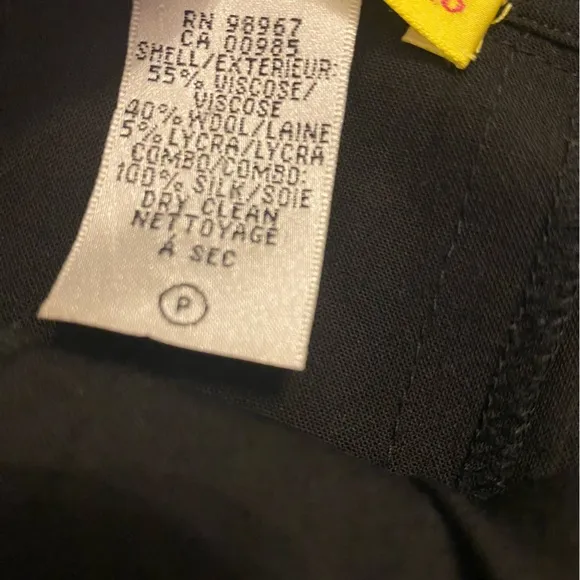 RN 98967
CA 00985
SHELL/EXTERIEUR:
55% VISCOSE/
VISCOSE
40% WOOL/LAINE
5% LYCRA/LYCRA
COMBO/COMBO:
100% SILK/SOIE
DRY CLEAN
NETTOYAGE
À SEC
P